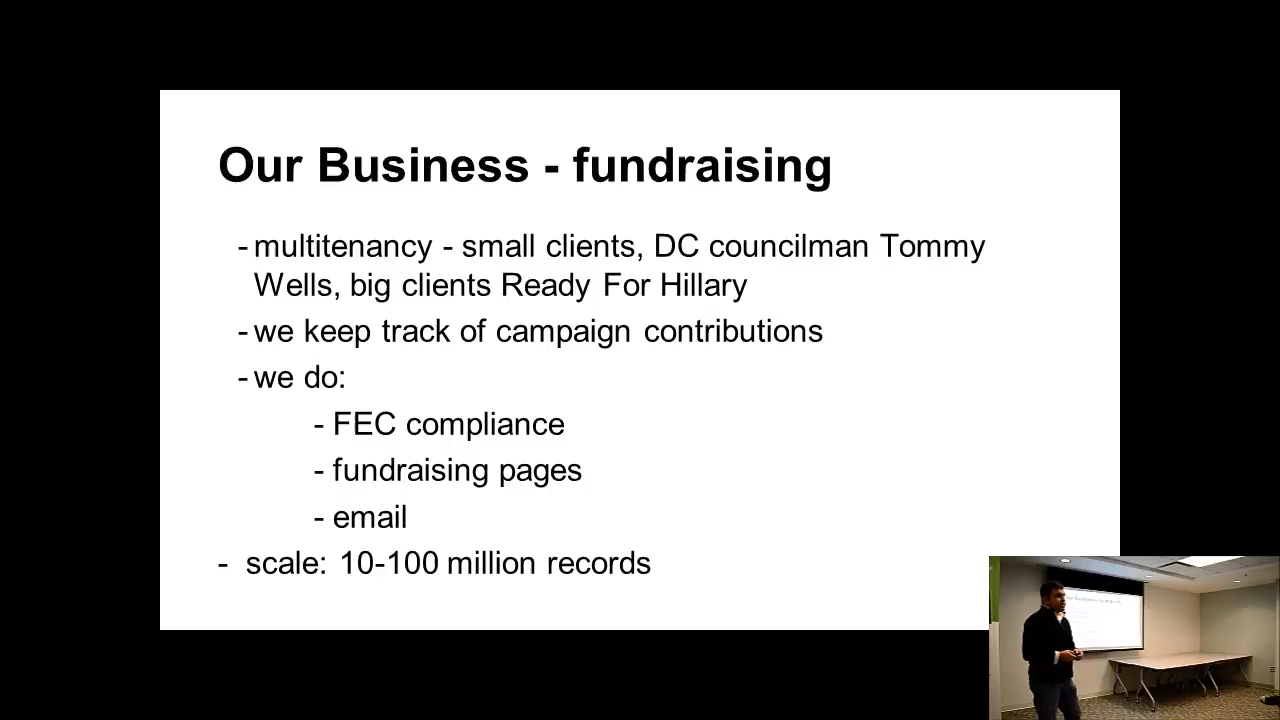 Our Business - fundraising
- multitenancy - small clients, DC councilman Tommy
Wells, big clients Ready For Hillary
- we keep track of campaign contributions
- we do:
- FEC compliance
- fundraising pages
- email
- scale: 10-100 million records